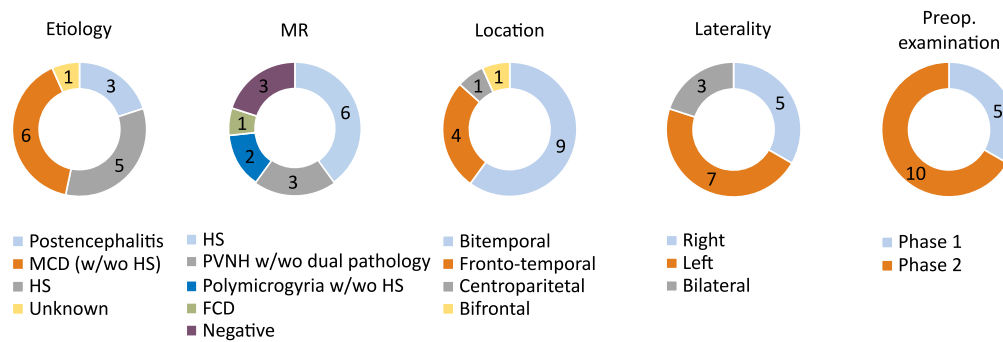 Etiology
1
3
6
5
Postencephalitis
MCD (w/wo HS)
HS
Unknown
MR
3
6
1
2
3
HS
PVNH w/wo dual pathology
Polymicrogyria w/wo HS
FCD
Negative
Location
1
1
4
9
Bitemporal
Fronto-temporal
Centroparitetal
Bifrontal
Laterality
3
5
7
Right
Left
Bilateral
Preop.
examination
5
10
Phase 1
Phase 2